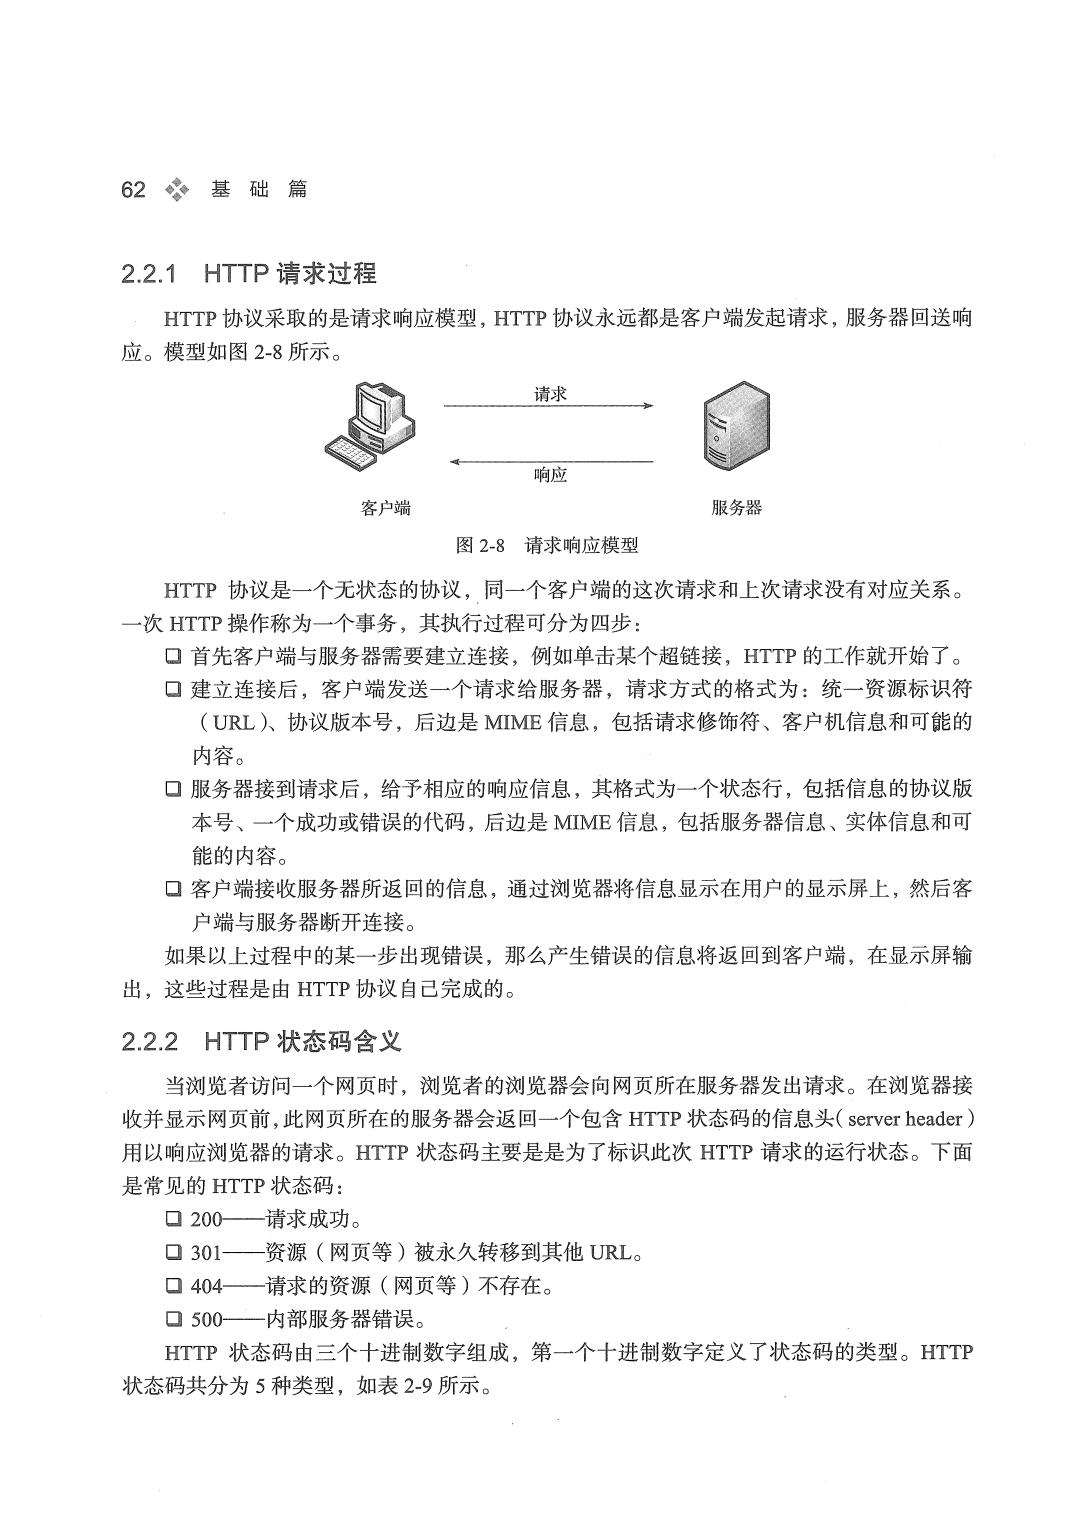 62 基 础 篇
2.2.1 HTTP 请求过程
HTTP 协议采取的是请求响应模型，HTTP 协议永远都是客户端发起请求，服务器回送响
应。模型如图 2-8 所示。
请求
响应
客户端
服务器
图 2-8 请求响应模型
HTTP 协议是一个无状态的协议，同一个客户端的这次请求和上次请求没有对应关系。
一次 HTTP 操作称为一个事务，其执行过程可分为四步：
❏ 首先客户端与服务器需要建立连接，例如单击某个超链接，HTTP 的工作就开始了。
❏ 建立连接后，客户端发送一个请求给服务器，请求方式的格式为：统一资源标识符
（URL）、协议版本号，后边是 MIME 信息，包括请求修饰符、客户机信息和可能的
内容。
❏ 服务器接到请求后，给予相应的响应信息，其格式为一个状态行，包括信息的协议版
本号、一个成功或错误的代码，后边是 MIME 信息，包括服务器信息、实体信息和可
能的内容。
❏ 客户端接收服务器所返回的信息，通过浏览器将信息显示在用户的显示屏上，然后客
户端与服务器断开连接。
如果以上过程中的某一步出现错误，那么产生错误的信息将返回到客户端，在显示屏输
出，这些过程是由 HTTP 协议自己完成的。
2.2.2 HTTP 状态码含义
当浏览者访问一个网页时，浏览者的浏览器会向网页所在服务器发出请求。在浏览器接
收并显示网页前，此网页所在的服务器会返回一个包含 HTTP 状态码的信息头（server header）
用以响应浏览器的请求。HTTP 状态码主要是是为了标识此次 HTTP 请求的运行状态。下面
是常见的 HTTP 状态码：
❏ 200——请求成功。
❏ 301——资源（网页等）被永久转移到其他 URL。
❏ 404——请求的资源（网页等）不存在。
❏ 500——内部服务器错误。
HTTP 状态码由三个十进制数字组成，第一个十进制数字定义了状态码的类型。HTTP
状态码共分为 5 种类型，如表 2-9 所示。